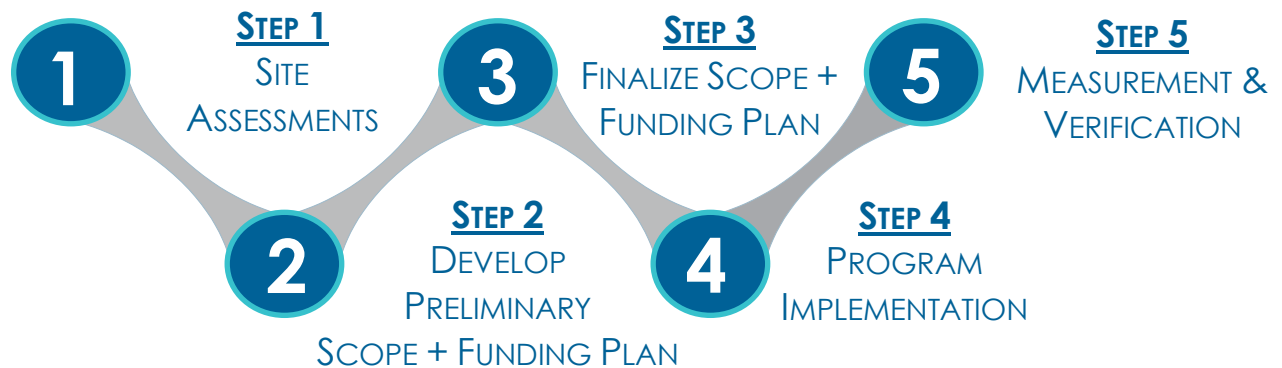 1
STEP 1
SITE
ASSESSMENTS
2
STEP 2
DEVELOP
PRELIMINARY
SCOPE + FUNDING PLAN
3
STEP 3
FINALIZE SCOPE +
FUNDING PLAN
4
STEP 4
PROGRAM
IMPLEMENTATION
5
STEP 5
MEASUREMENT &
VERIFICATION